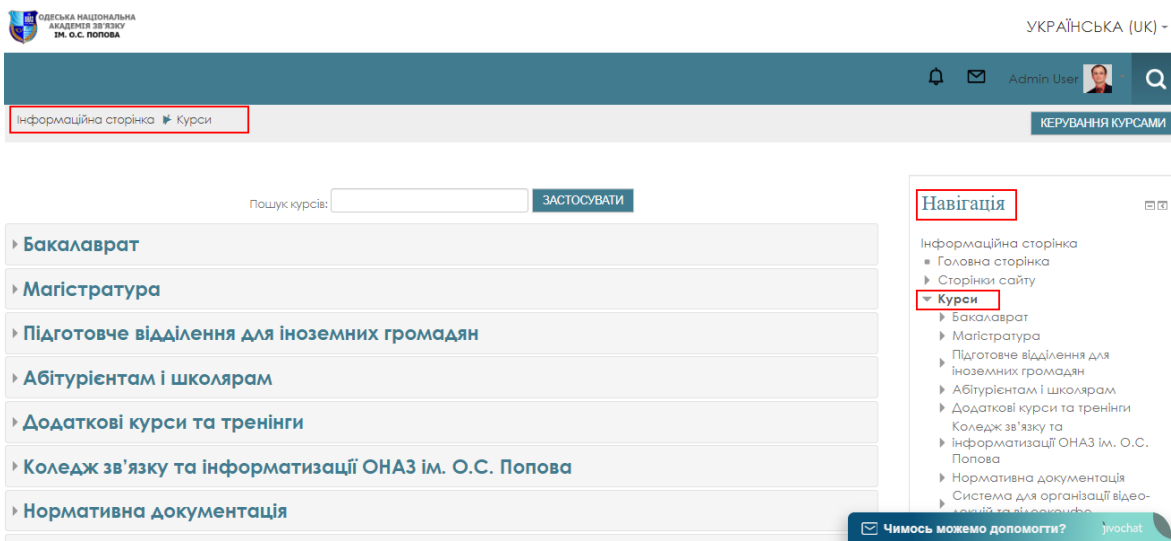 ОДЕСЬКА НАЦІОНАЛЬНА
АКАДЕМІЯ ЗВ'ЯЗКУ
ІМ. О.С. ПОПОВА
УКРАЇНСЬКА (UK)
Admin User
Інформаційна сторінка Курси
КЕРУВАННЯ КУРСАМИ
Пошук курсів:
ЗАСТОСУВАТИ
Бакалаврат
Магістратура
Підготовче відділення для іноземних громадян
Абітурієнтам і школярам
Додаткові курси та тренінги
Коледж зв'язку та інформатизації ОНАЗ ім. О.С. Попова
Нормативна документація
Навігація
Інформаційна сторінка
Головна сторінка
Сторінки сайту
Курси
Бакалаврат
Магістратура
Підготовче відділення для
іноземних громадян
Абітурієнтам і школярам
Додаткові курси та тренінги
Коледж зв'язку та
інформатизації ОНАЗ ім. О.С.
Попова
Нормативна документація
Система для організації відео-
Чимось можемо допомогти?
jivochat